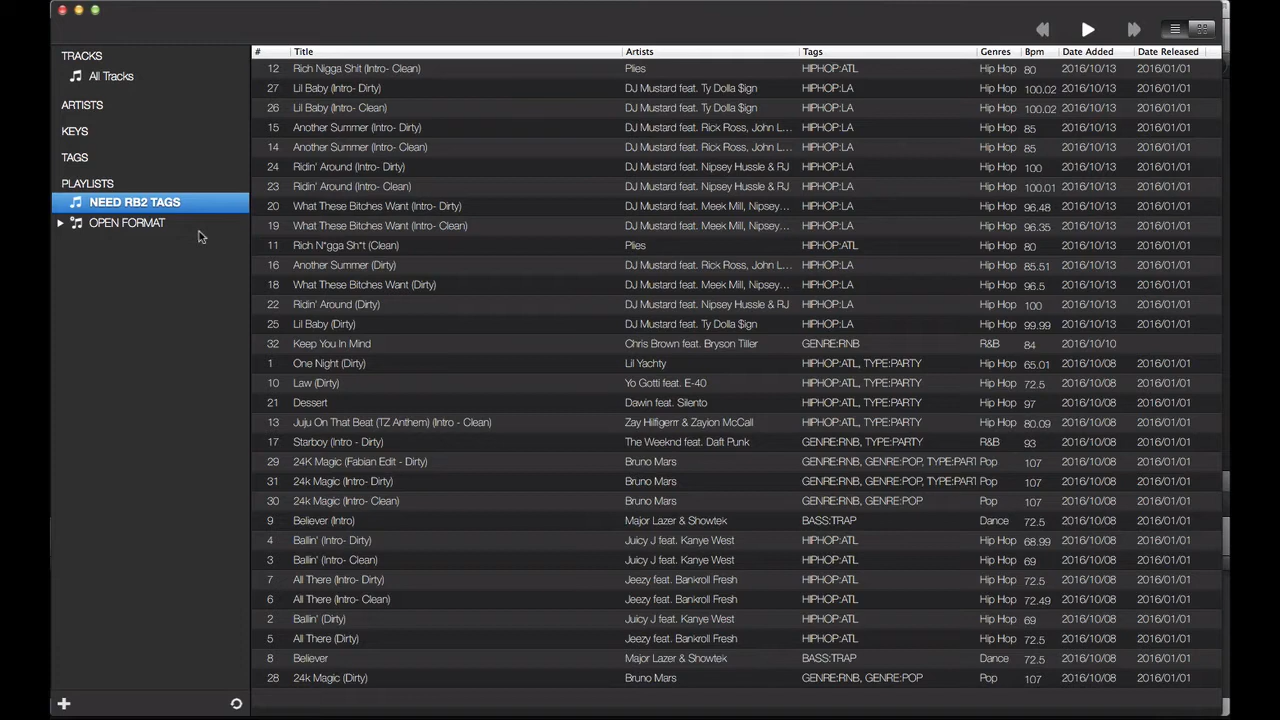 TRACKS
All Tracks
ARTISTS
KEYS
TAGS
PLAYLISTS
NEED RB2 TAGS
OPEN FORMAT
# Title Artists Tags Genres Bpm Date Added Date Released
12 Rich Nigga Shit (Intro- Clean) Plies HIPHOP:ATL Hip Hop 80 2016/10/13 2016/01/01
27 Lil Baby (Intro- Dirty) DJ Mustard feat. Ty Dolla $ign HIPHOP:LA Hip Hop 100.02 2016/10/13 2016/01/01
26 Lil Baby (Intro- Clean) DJ Mustard feat. Ty Dolla $ign HIPHOP:LA Hip Hop 100.02 2016/10/13 2016/01/01
15 Another Summer (Intro- Dirty) DJ Mustard feat. Rick Ross, John L... HIPHOP:LA Hip Hop 85 2016/10/13 2016/01/01
14 Another Summer (Intro- Clean) DJ Mustard feat. Rick Ross, John L... HIPHOP:LA Hip Hop 85 2016/10/13 2016/01/01
24 Ridin' Around (Intro- Dirty) DJ Mustard feat. Nipsey Hussle & RJ HIPHOP:LA Hip Hop 100 2016/10/13 2016/01/01
23 Ridin' Around (Intro- Clean) DJ Mustard feat. Nipsey Hussle & RJ HIPHOP:LA Hip Hop 100.01 2016/10/13 2016/01/01
20 What These Bitches Want (Intro- Dirty) DJ Mustard feat. Meek Mill, Nipsey... HIPHOP:LA Hip Hop 96.48 2016/10/13 2016/01/01
19 What These Bitches Want (Intro- Clean) DJ Mustard feat. Meek Mill, Nipsey... HIPHOP:LA Hip Hop 96.35 2016/10/13 2016/01/01
11 Rich N*gga Sh*t (Clean) Plies HIPHOP:ATL Hip Hop 80 2016/10/13 2016/01/01
16 Another Summer (Dirty) DJ Mustard feat. Rick Ross, John L... HIPHOP:LA Hip Hop 85.51 2016/10/13 2016/01/01
18 What These Bitches Want (Dirty) DJ Mustard feat. Meek Mill, Nipsey... HIPHOP:LA Hip Hop 96.5 2016/10/13 2016/01/01
22 Ridin' Around (Dirty) DJ Mustard feat. Nipsey Hussle & RJ HIPHOP:LA Hip Hop 100 2016/10/13 2016/01/01
25 Lil Baby (Dirty) DJ Mustard feat. Ty Dolla $ign HIPHOP:LA Hip Hop 99.99 2016/10/13 2016/01/01
32 Keep You In Mind Chris Brown feat. Bryson Tiller GENRE:RNB R&B 84 2016/10/10
1 One Night (Dirty) Lil Yachty HIPHOP:ATL, TYPE:PARTY Hip Hop 65.01 2016/10/08 2016/01/01
10 Law (Dirty) Yo Gotti feat. E-40 HIPHOP:ATL, TYPE:PARTY Hip Hop 72.5 2016/10/08 2016/01/01
21 Dessert Dawin feat. Silento HIPHOP:ATL, TYPE:PARTY Hip Hop 97 2016/10/08 2016/01/01
13 Juju On That Beat (TZ Anthem) (Intro - Clean) Zay Hilfigerrr & Zayion McCall HIPHOP:ATL, TYPE:PARTY Hip Hop 80.09 2016/10/08 2016/01/01
17 Starboy (Intro - Dirty) The Weeknd feat. Daft Punk GENRE:RNB, TYPE:PARTY R&B 93 2016/10/08 2016/01/01
29 24K Magic (Fabian Edit - Dirty) Bruno Mars GENRE:RNB, GENRE:POP, TYPE:PART Pop 107 2016/10/08 2016/01/01
31 24k Magic (Intro- Dirty) Bruno Mars GENRE:RNB, GENRE:POP, TYPE:PART Pop 107 2016/10/08 2016/01/01
30 24k Magic (Intro- Clean) Bruno Mars GENRE:RNB, GENRE:POP Pop 107 2016/10/08 2016/01/01
9 Believer (Intro) Major Lazer & Showtek BASS:TRAP Dance 72.5 2016/10/08 2016/01/01
4 Ballin' (Intro- Dirty) Juicy J feat. Kanye West HIPHOP:ATL Hip Hop 68.99 2016/10/08 2016/01/01
3 Ballin' (Intro- Clean) Juicy J feat. Kanye West HIPHOP:ATL Hip Hop 69 2016/10/08 2016/01/01
7 All There (Intro- Dirty) Jeezy feat. Bankroll Fresh HIPHOP:ATL Hip Hop 72.5 2016/10/08 2016/01/01
6 All There (Intro- Clean) Jeezy feat. Bankroll Fresh HIPHOP:ATL Hip Hop 72.49 2016/10/08 2016/01/01
2 Ballin' (Dirty) Juicy J feat. Kanye West HIPHOP:ATL Hip Hop 69 2016/10/08 2016/01/01
5 All There (Dirty) Jeezy feat. Bankroll Fresh HIPHOP:ATL Hip Hop 72.5 2016/10/08 2016/01/01
8 Believer Major Lazer & Showtek BASS:TRAP Dance 72.5 2016/10/08 2016/01/01
28 24k Magic (Dirty) Bruno Mars GENRE:RNB, GENRE:POP Pop 107 2016/10/08 2016/01/01